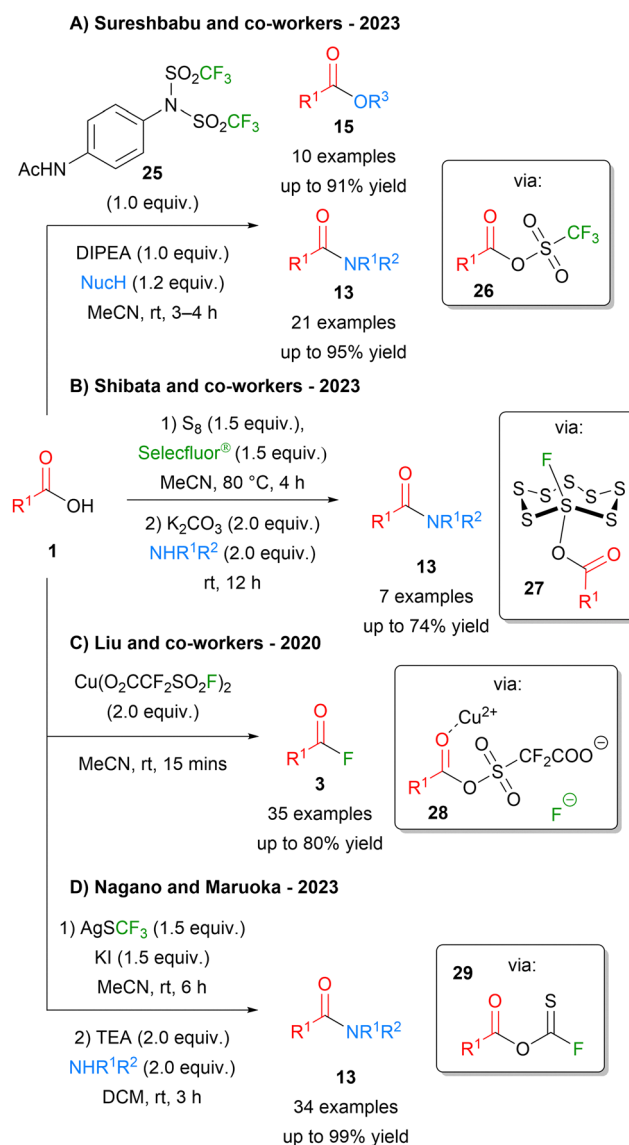 A) Sureshbabu and co-workers - 2023
SO₂CF₃
N
SO₂CF₃
AcHN
25
(1.0 equiv.)
DIPEA (1.0 equiv.)
NucH (1.2 equiv.)
MeCN, rt, 3–4 h
O
R¹
OR³
15
10 examples
up to 91% yield
O
R¹
NR¹R²
13
21 examples
up to 95% yield
via:
O
O
S
CF₃
R¹
O
O
26
B) Shibata and co-workers - 2023
O
R¹
OH
1
1) S₈ (1.5 equiv.),
Selecfluor® (1.5 equiv.)
MeCN, 80 °C, 4 h
2) K₂CO₃ (2.0 equiv.)
NHR¹R² (2.0 equiv.)
rt, 12 h
O
R¹
NR¹R²
13
7 examples
up to 74% yield
via:
F
S
S
S
S
S
S
S
S
O
O
R¹
27
C) Liu and co-workers - 2020
Cu(O₂CCF₂SO₂F)₂
(2.0 equiv.)
MeCN, rt, 15 mins
O
R¹
F
3
35 examples
up to 80% yield
via:
Cu²⁺
O
O
S
CF₂COO⊖
R¹
O
O
28
F⊖
D) Nagano and Maruoka - 2023
1) AgSCF₃ (1.5 equiv.)
KI (1.5 equiv.)
MeCN, rt, 6 h
2) TEA (2.0 equiv.)
NHR¹R² (2.0 equiv.)
DCM, rt, 3 h
O
R¹
NR¹R²
13
34 examples
up to 99% yield
29
via:
O
S
R¹
O
F